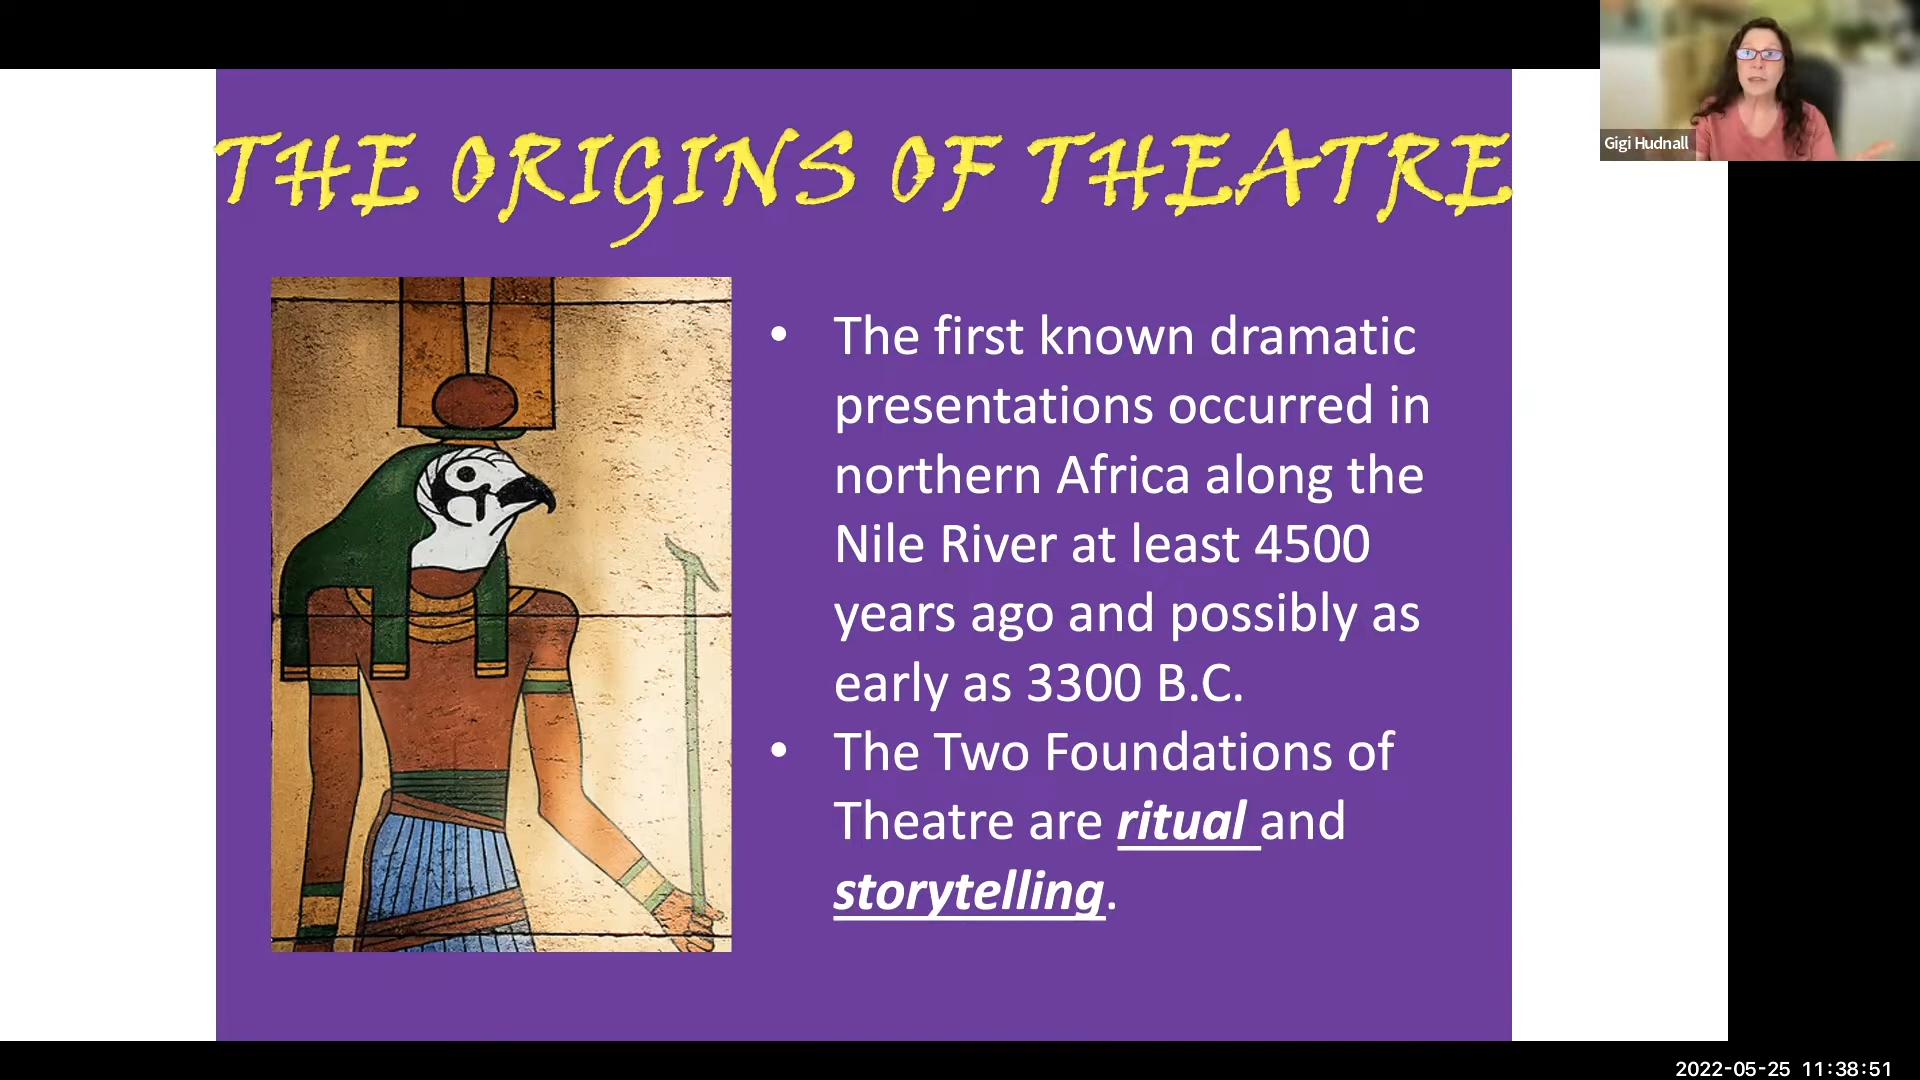 Gigi Hudnall
THE ORIGINS OF THEATRE
• The first known dramatic
presentations occurred in
northern Africa along the
Nile River at least 4500
years ago and possibly as
early as 3300 B.C.
• The Two Foundations of
Theatre are ritual and
storytelling.
2022-05-25 11:38:51